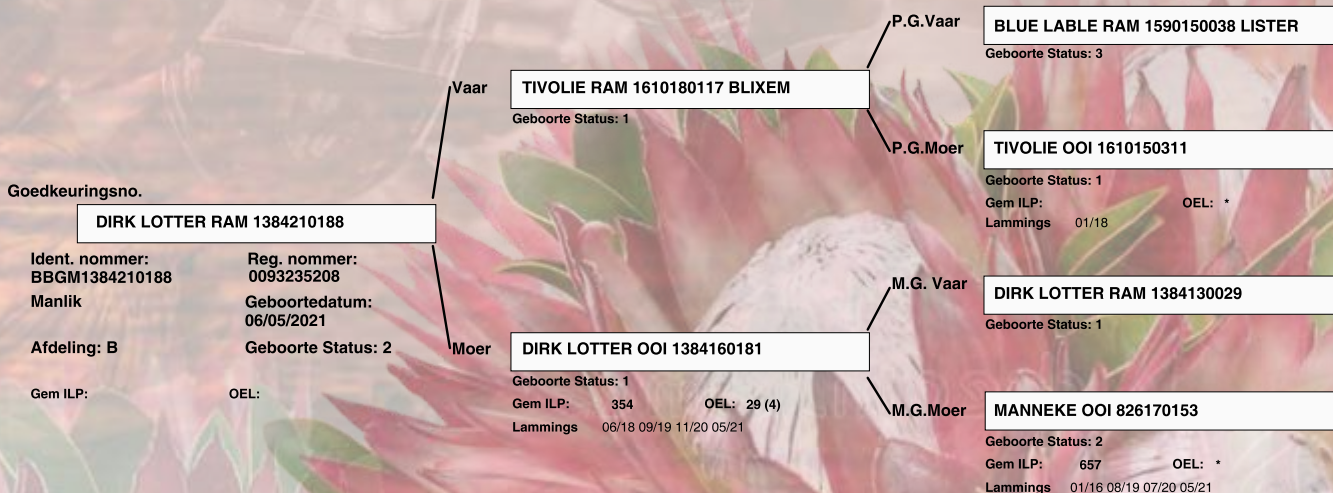 Goedkeuringsno.
DIRK LOTTER RAM 1384210188
Ident. nommer:
BBGM1384210188
Reg. nommer:
0093235208
Manlik
Geboortedatum:
06/05/2021
Afdeling: B
Geboorte Status: 2
Gem ILP:
OEL:
Vaar
TIVOLIE RAM 1610180117 BLIXEM
Geboorte Status: 1
Moer
DIRK LOTTER OOI 1384160181
Geboorte Status: 1
Gem ILP: 354 OEL: 29 (4)
Lammings 06/18 09/19 11/20 05/21
P.G.Vaar
BLUE LABLE RAM 1590150038 LISTER
Geboorte Status: 3
P.G.Moer
TIVOLIE OOI 1610150311
Geboorte Status: 1
Gem ILP: OEL: *
Lammings 01/18
M.G. Vaar
DIRK LOTTER RAM 1384130029
Geboorte Status: 1
M.G.Moer
MANNEKE OOI 826170153
Geboorte Status: 2
Gem ILP: 657 OEL: *
Lammings 01/16 08/19 07/20 05/21